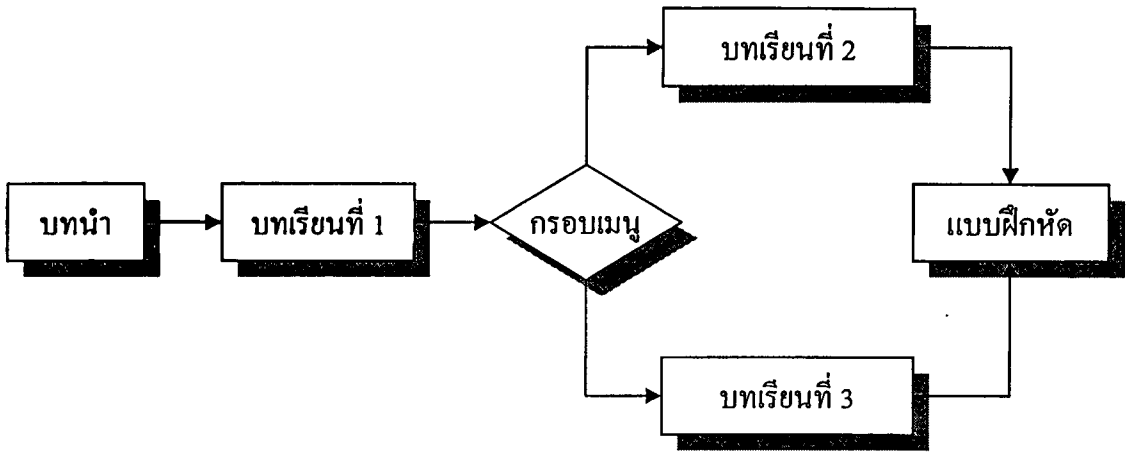 บทนำ
บทเรียนที่ 1
กรอบเมนู
บทเรียนที่ 2
บทเรียนที่ 3
แบบฝึกหัด